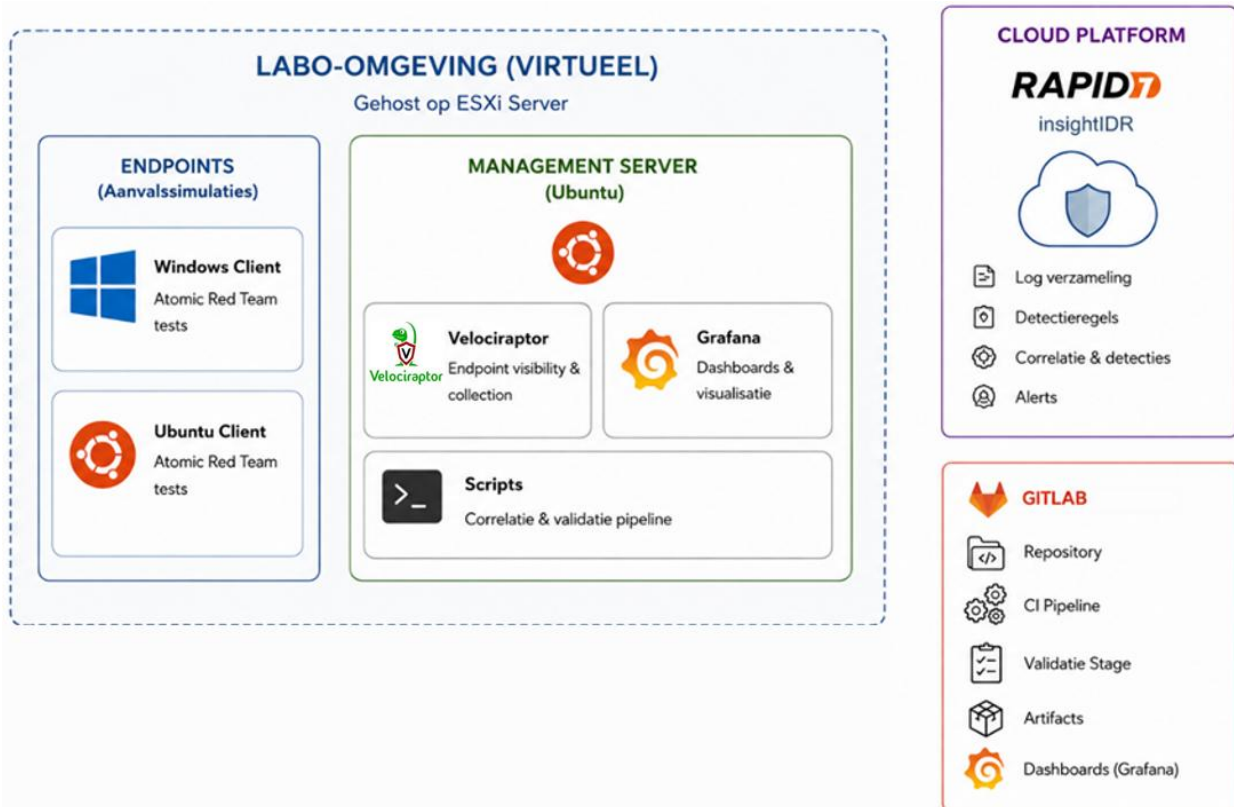 LABO-OMGEVING (VIRTUEEL)
Gehost op ESXi Server
ENDPOINTS
(Aanvalssimulaties)
Windows Client
Atomic Red Team
tests
Ubuntu Client
Atomic Red Team
tests
MANAGEMENT SERVER
(Ubuntu)
V
Velociraptor
Velociraptor
Endpoint visibility &
collection
Grafana
Dashboards &
visualisatie
>_
Scripts
Correlatie & validatie pipeline
CLOUD PLATFORM
RAPID7
insightIDR
Log verzameling
Detectieregels
Correlatie & detecties
Alerts
GITLAB
</>
Repository
CI Pipeline
Validatie Stage
Artifacts
Dashboards (Grafana)